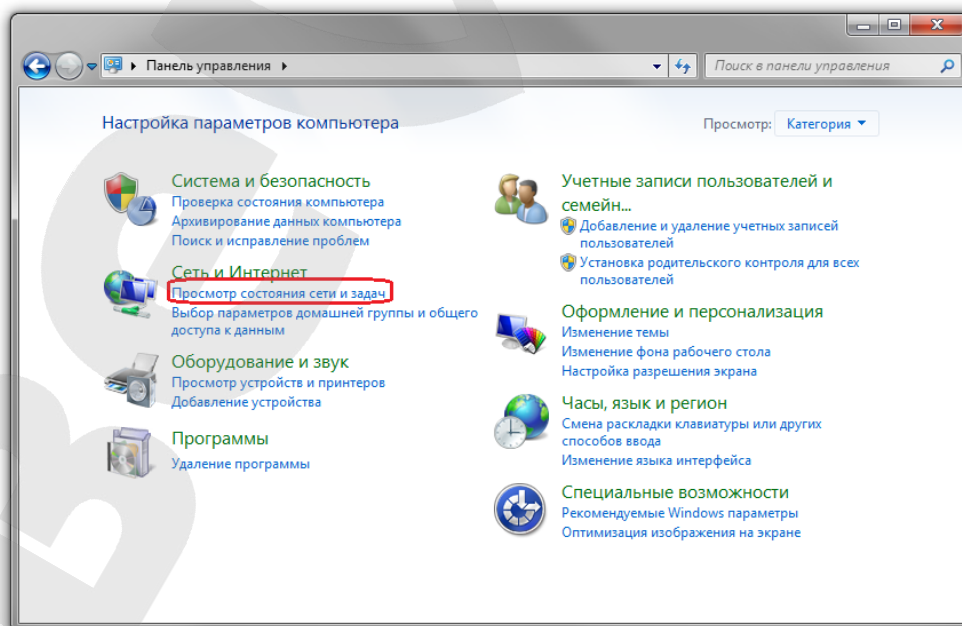 Панель управления
Поиск в панели управления
Настройка параметров компьютера
Просмотр: Категория
Система и безопасность
Проверка состояния компьютера
Архивирование данных компьютера
Поиск и исправление проблем
Сеть и Интернет
Просмотр состояния сети и задач
Выбор параметров домашней группы и общего
доступа к данным
Оборудование и звук
Просмотр устройств и принтеров
Добавление устройства
Программы
Удаление программы
Учетные записи пользователей и
семейн...
Добавление и удаление учетных записей
пользователей
Установка родительского контроля для всех
пользователей
Оформление и персонализация
Изменение темы
Изменение фона рабочего стола
Настройка разрешения экрана
Часы, язык и регион
Смена раскладки клавиатуры или других
способов ввода
Изменение языка интерфейса
Специальные возможности
Рекомендуемые Windows параметры
Оптимизация изображения на экране